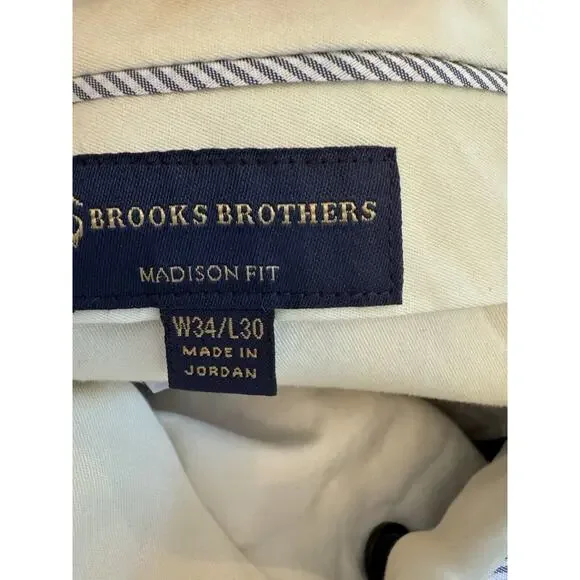 BROOKS BROTHERS
MADISON FIT
W34/L30
MADE IN
JORDAN